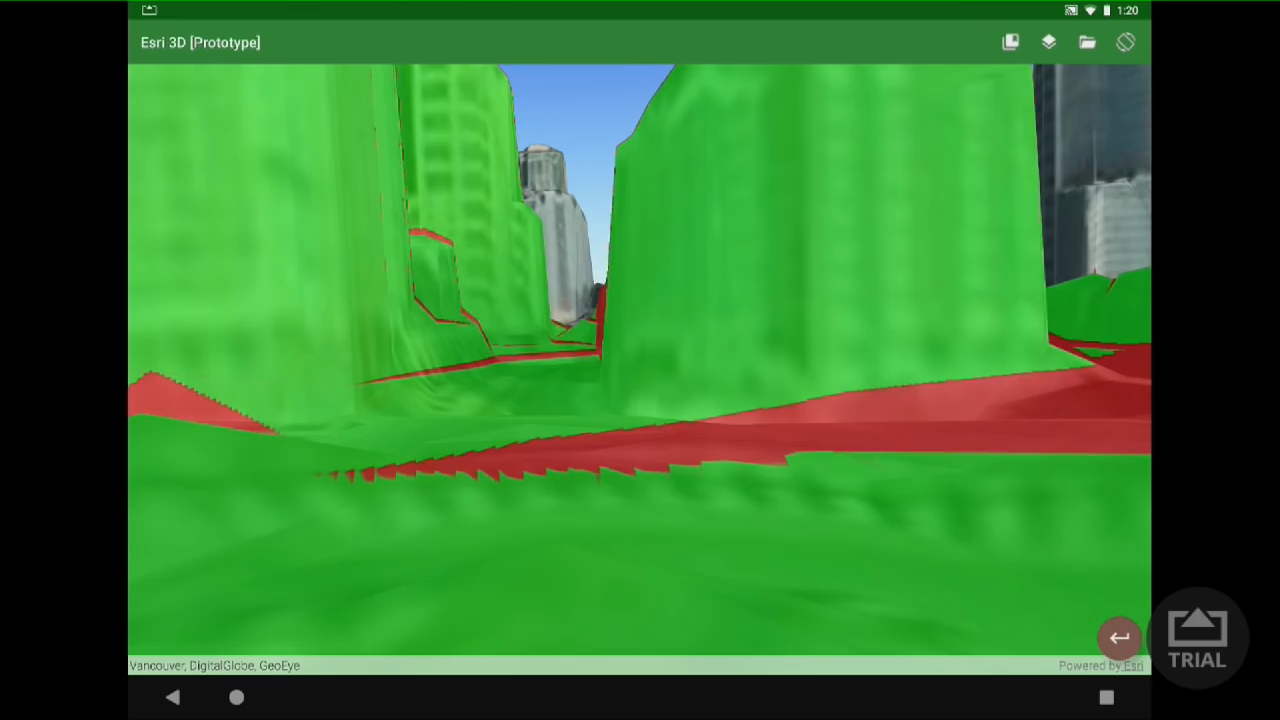 1:20
Esri 3D [Prototype]
Vancouver, DigitalGlobe, GeoEye
Powered by Esri
TRIAL